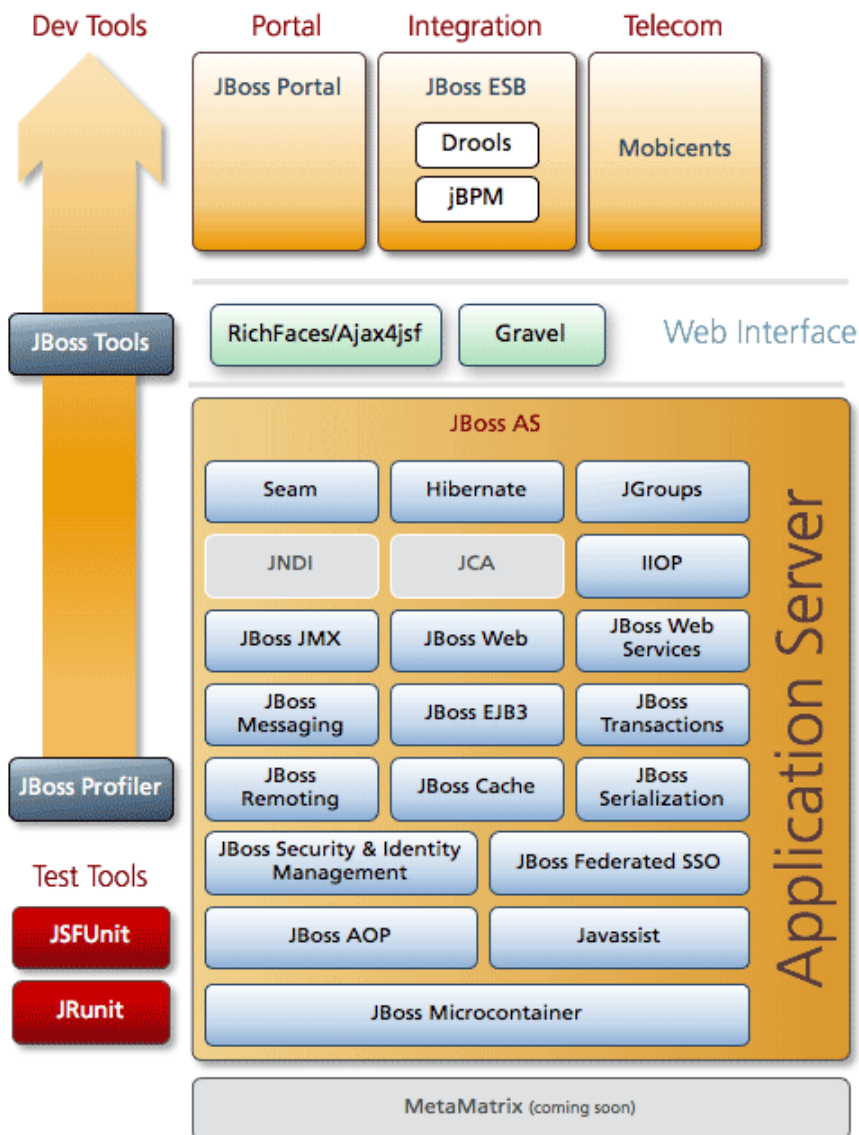 Dev Tools
Portal
Integration
Telecom
JBoss Portal
JBoss ESB
Drools
jBPM
Mobicents
JBoss Tools
RichFaces/Ajax4jsf
Gravel
Web Interface
JBoss AS
Seam
Hibernate
JGroups
JNDI
JCA
IIOP
JBoss JMX
JBoss Web
JBoss Web
Services
JBoss
Messaging
JBoss EJB3
JBoss
Transactions
JBoss Profiler
JBoss
Remoting
JBoss Cache
JBoss
Serialization
JBoss Security & Identity
Management
JBoss Federated SSO
Test Tools
JSFUnit
JBoss AOP
Javassist
JRunit
JBoss Microcontainer
Application Server
MetaMatrix (coming soon)